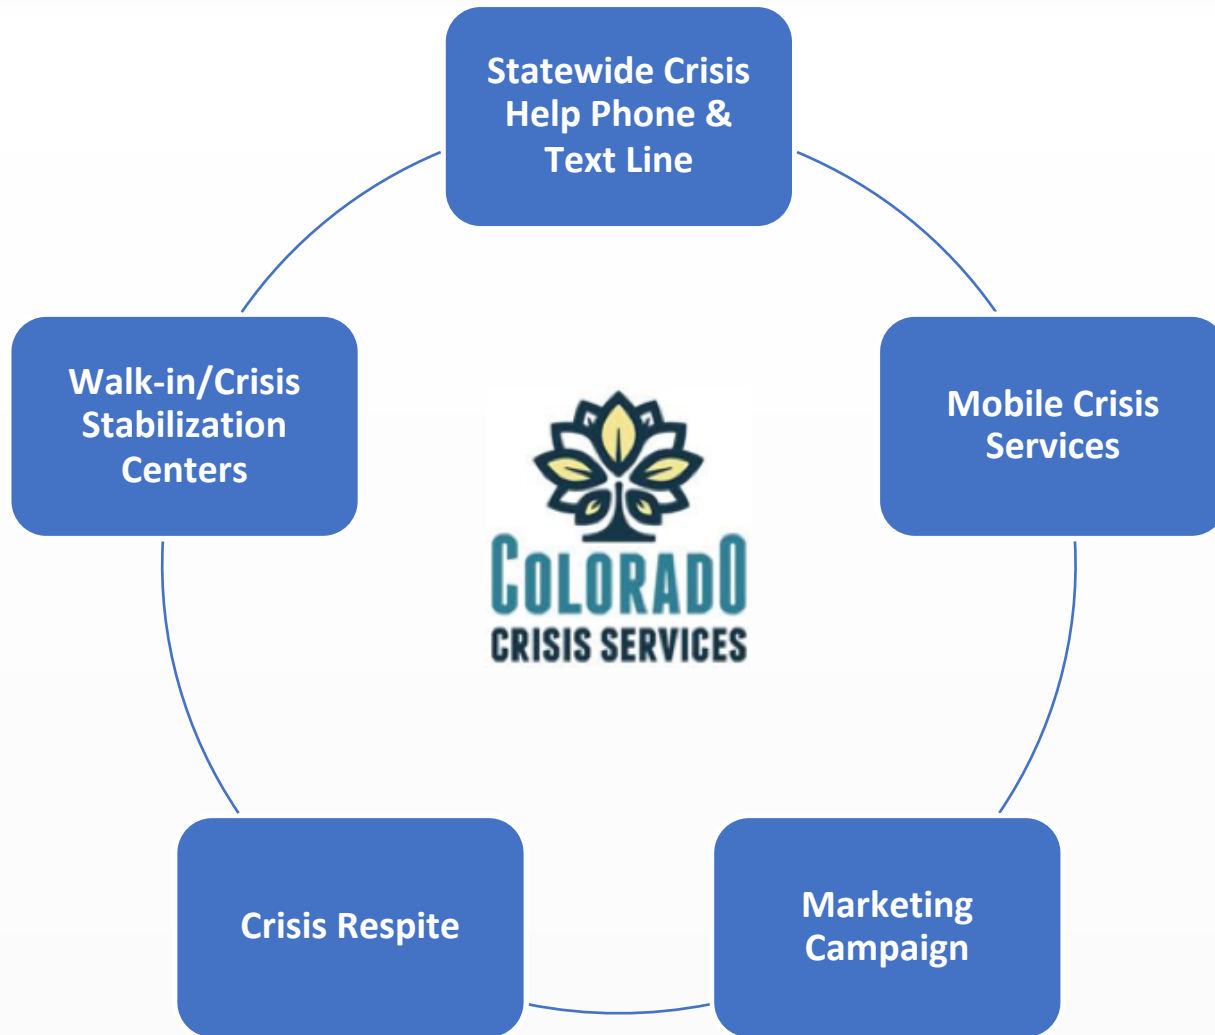 Statewide Crisis
Help Phone &
Text Line
Walk-in/Crisis
Stabilization
Centers
Mobile Crisis
Services
COLORADO
CRISIS SERVICES
Crisis Respite
Marketing
Campaign